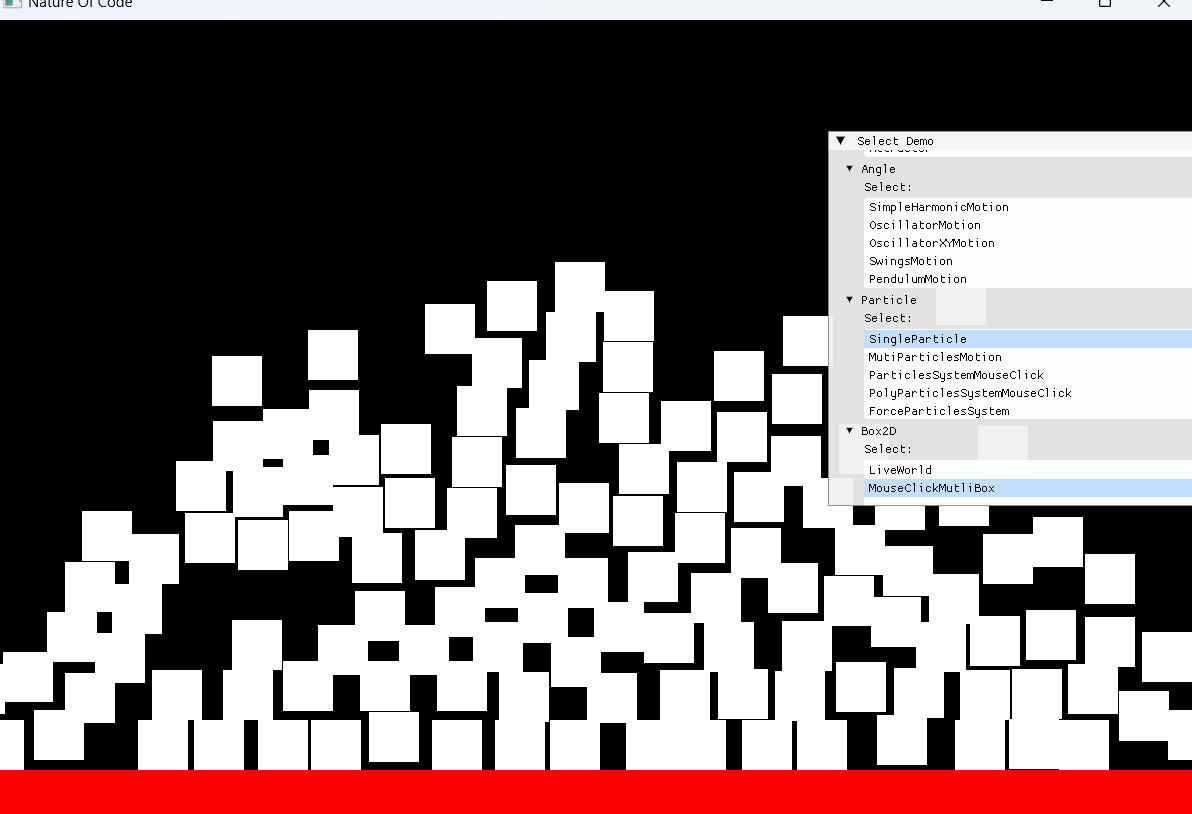 Nature Of Code
Select Demo
Angle
Select:
SimpleHarmonicMotion
OscillatorMotion
OscillatorXYMotion
SwingsMotion
PendulumMotion
Particle
Select:
SingleParticle
MutiParticlesMotion
ParticlesSystemMouseClick
PolyParticlesSystemMouseClick
ForceParticlesSystem
Box2D
Select:
LiveWorld
MouseClickMutliBox